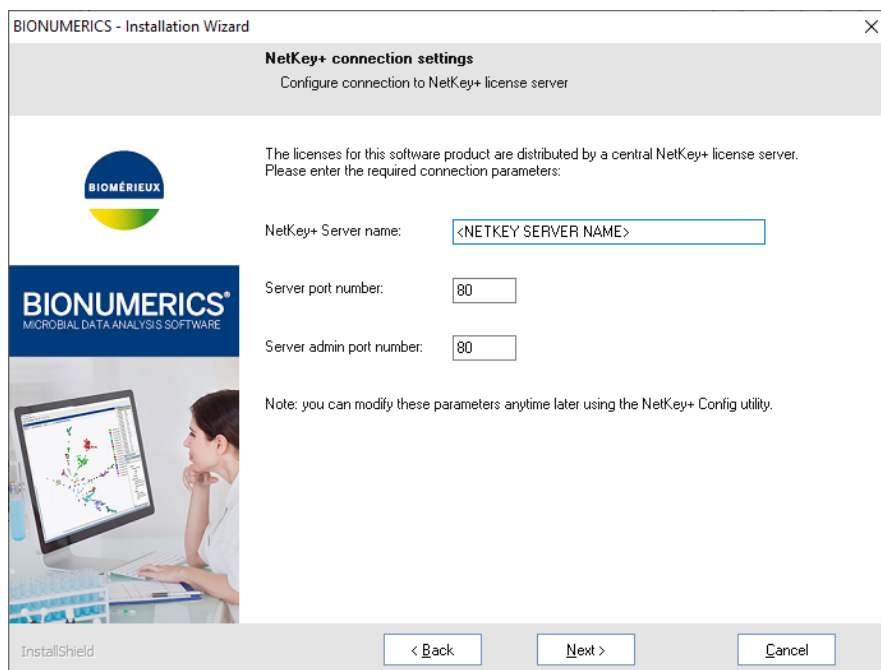 BIONUMERICS - Installation Wizard
NetKey+ connection settings
Configure connection to NetKey+ license server
BIOMÉRIEUX
The licenses for this software product are distributed by a central NetKey+ license server.
Please enter the required connection parameters:
NetKey+ Server name: <NETKEY SERVER NAME>
BIONUMERICS®
MICROBIAL DATA ANALYSIS SOFTWARE
Server port number: 80
Server admin port number: 80
Note: you can modify these parameters anytime later using the NetKey+ Config utility.
InstallShield
< Back
Next >
Cancel